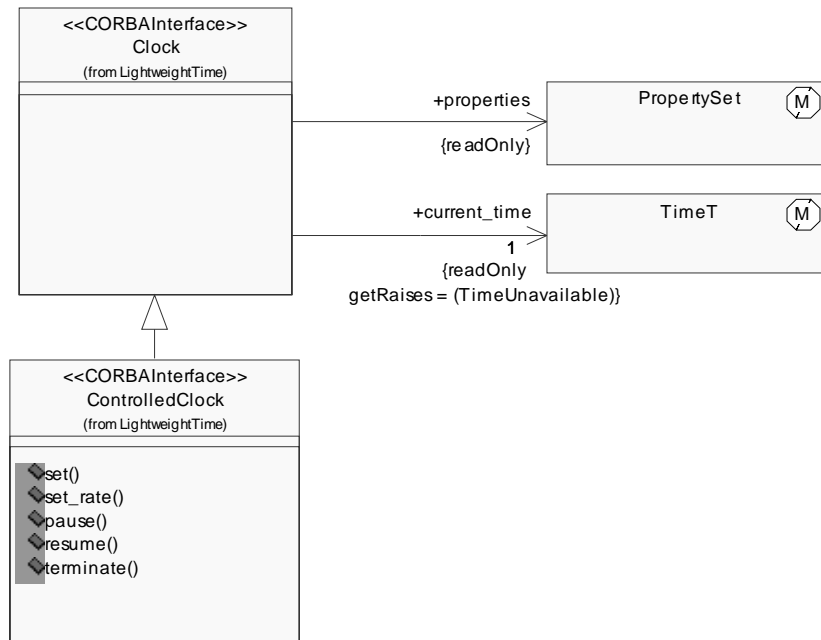 <<CORBAInterface>>
Clock
(from LightweightTime)
+properties
{readOnly}
PropertySet
M
+current_time
1
{readOnly
getRaises = (TimeUnavailable)}
TimeT
M
<<CORBAInterface>>
ControlledClock
(from LightweightTime)
set()
set_rate()
pause()
resume()
terminate()